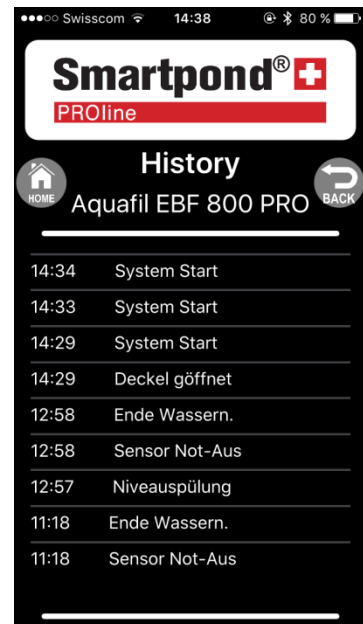 Swisscom 14:38 80 %
Smartpond®
PROline
History
HOME Aquafil EBF 800 PRO BACK
14:34 System Start
14:33 System Start
14:29 System Start
14:29 Deckel göffnet
12:58 Ende Wassern.
12:58 Sensor Not-Aus
12:57 Niveauspülung
11:18 Ende Wassern.
11:18 Sensor Not-Aus